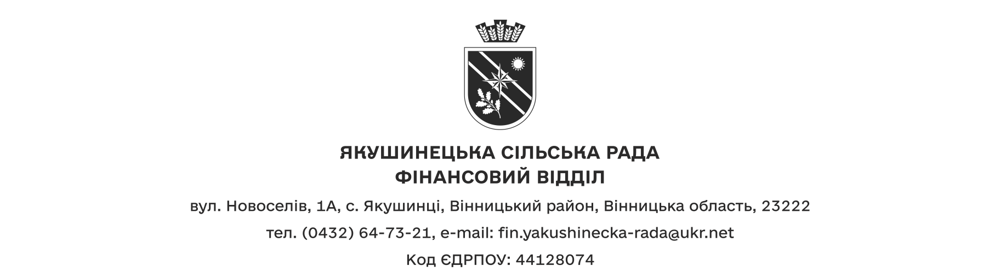 ЯКУШИНЕЦЬКА СІЛЬСЬКА РАДА
ФІНАНСОВИЙ ВІДДІЛ
вул. Новоселів, 1А, с. Якушинці, Вінницький район, Вінницька область, 23222
тел. (0432) 64-73-21, e-mail: fin.yakushinecka-rada@ukr.net
Код ЄДРПОУ: 44128074